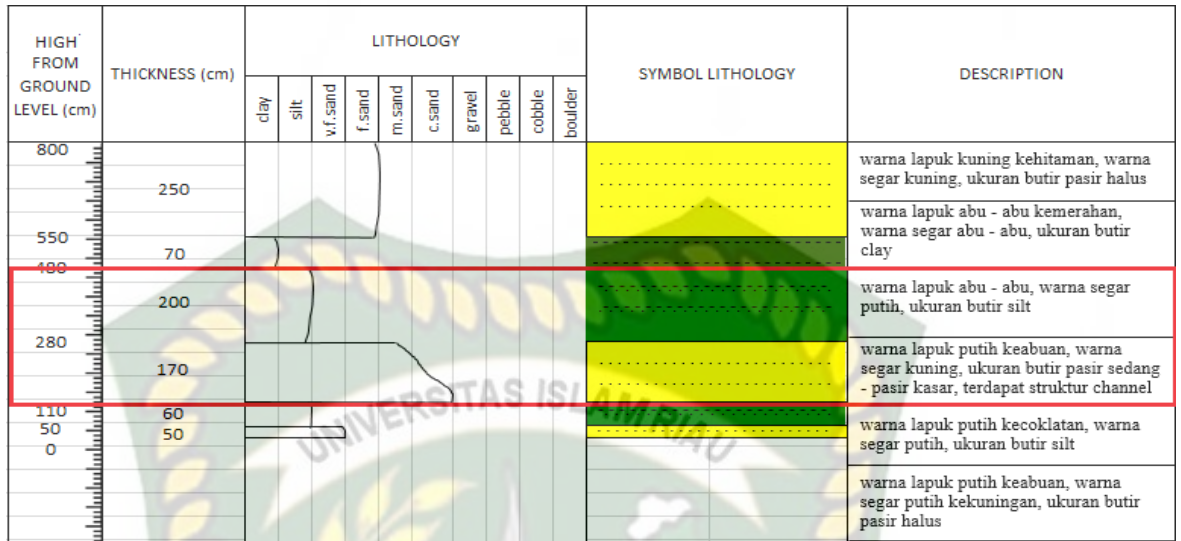 HIGH FROM GROUND LEVEL (cm)
THICKNESS (cm)
LITHOLOGY
clay
silt
v.f.sand
f.sand
m.sand
c.sand
gravel
pebble
cobble
boulder
SYMBOL LITHOLOGY
DESCRIPTION
800
250
warna lapuk kuning kehitaman, warna
segar kuning, ukuran butir pasir halus
550
70
warna lapuk abu - abu kemerahan,
warna segar abu - abu, ukuran butir
clay
480
200
warna lapuk abu - abu, warna segar
putih, ukuran butir silt
280
170
warna lapuk putih keabuan, warna
segar kuning, ukuran butir pasir sedang
- pasir kasar, terdapat struktur channel
110
60
50
50
0
warna lapuk putih kecoklatan, warna
segar putih, ukuran butir silt
warna lapuk putih keabuan, warna
segar putih kekuningan, ukuran butir
pasir halus
UNIVERSITAS ISLAM RIAU